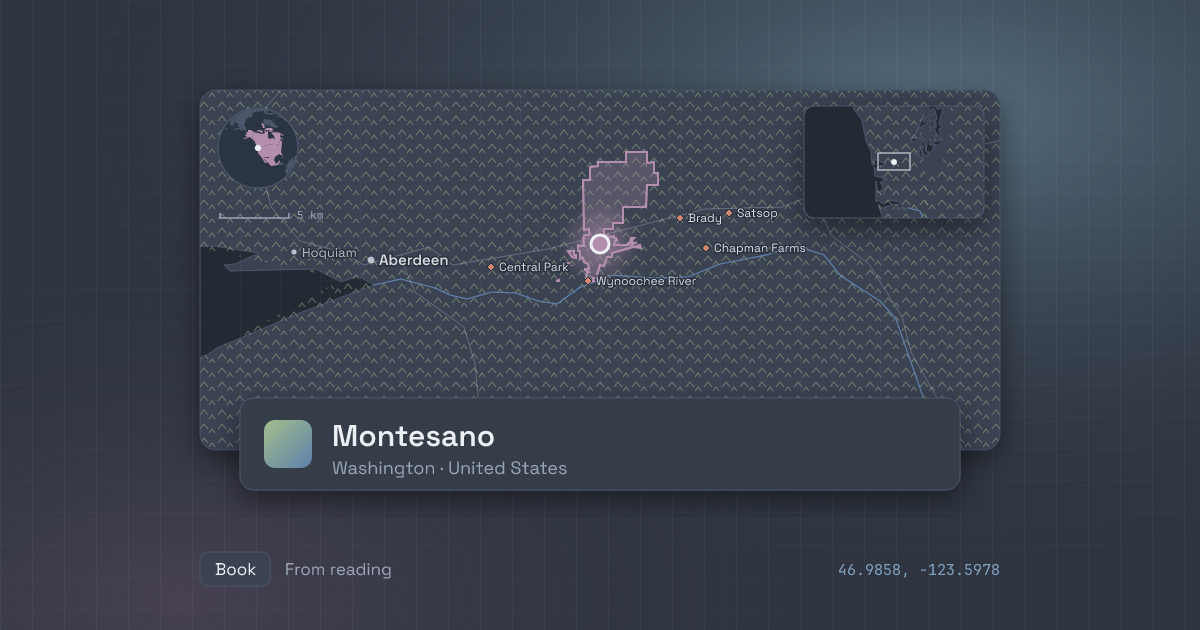 5 km
Satsop
Brady
Chapman Farms
Hoquiam
Aberdeen
Central Park
Wynoochee River
Montesano
Washington · United States
Book
From reading
46.9858, -123.5978